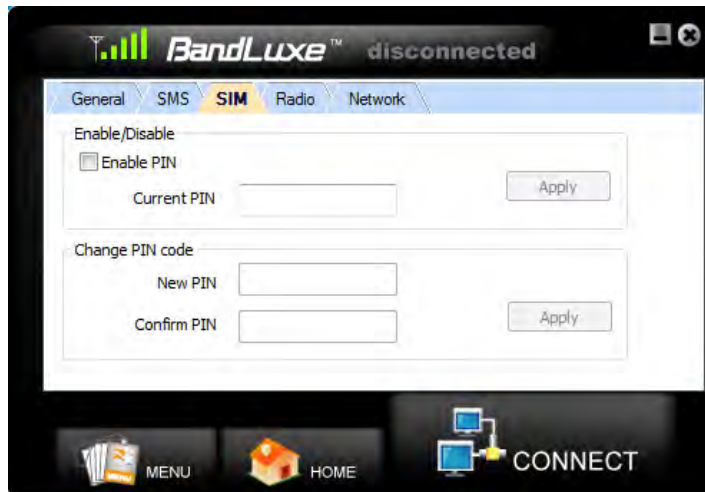 BandLuxe™ disconnected
General SMS SIM Radio Network
Enable/Disable
Enable PIN
Current PIN
Apply
Change PIN code
New PIN
Confirm PIN
Apply
MENU HOME CONNECT